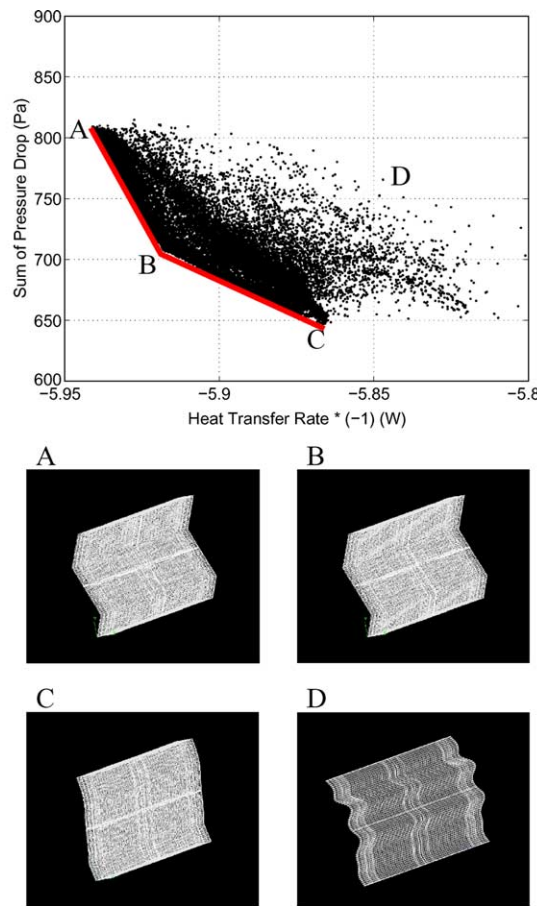 900
850
800
750
700
650
600
Sum of Pressure Drop (Pa)
A
B
C
D
−5.95
−5.9
−5.85
−5.8
Heat Transfer Rate * (−1) (W)
A
B
C
D